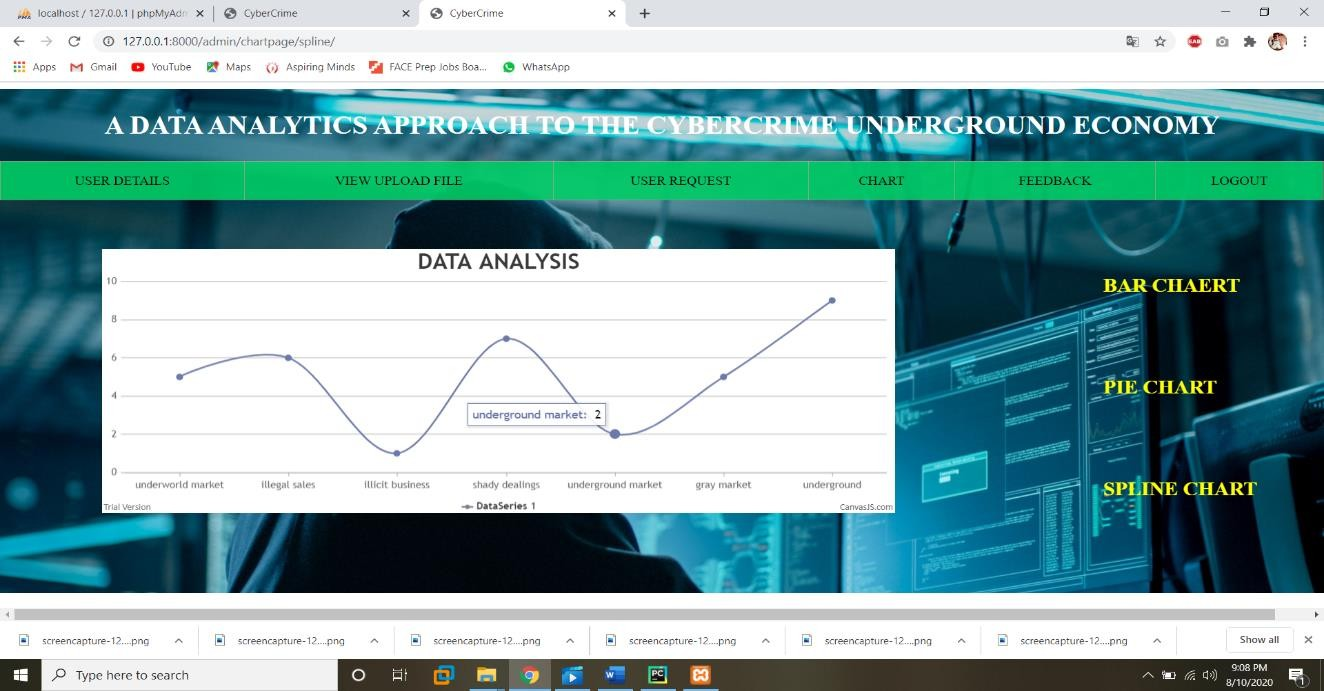 localhost / 127.0.0.1 | phpMyAdm
CyberCrime
CyberCrime
127.0.0.1:8000/admin/chartpage/spline/
Apps Gmail YouTube Maps Aspiring Minds FACE Prep Jobs Boa... WhatsApp
A DATA ANALYTICS APPROACH TO THE CYBERCRIME UNDERGROUND ECONOMY
USER DETAILS VIEW UPLOAD FILE USER REQUEST CHART FEEDBACK LOGOUT
DATA ANALYSIS
10
8
6
4
2
0
underground market: 2
underworld market illegal sales illicit business shady dealings underground market gray market underground
DataSeries 1
Trial Version
CanvasJS.com
BAR CHAERT
PIE CHART
SPLINE CHART
screencapture-12....png screencapture-12....png screencapture-12....png screencapture-12....png screencapture-12....png screencapture-12....png Show all
Type here to search
9:08 PM
8/10/2020